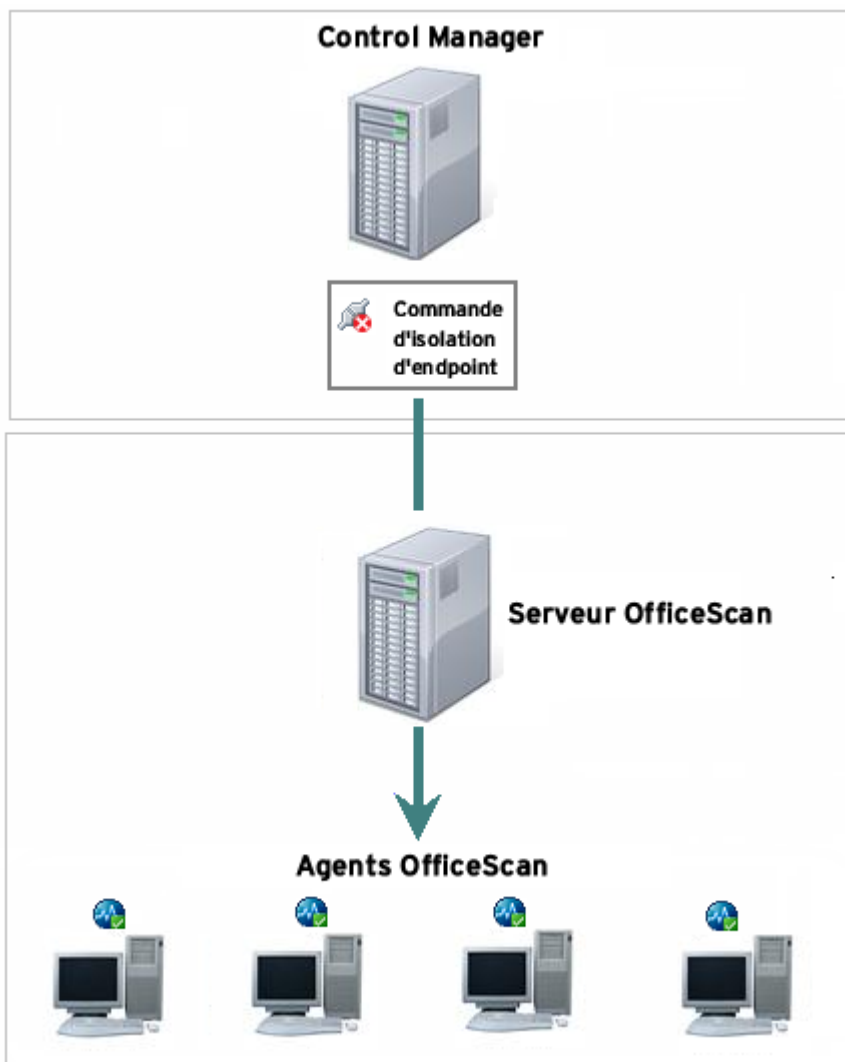 Control Manager
Commande
d'isolation
d'endpoint
Serveur OfficeScan
Agents OfficeScan